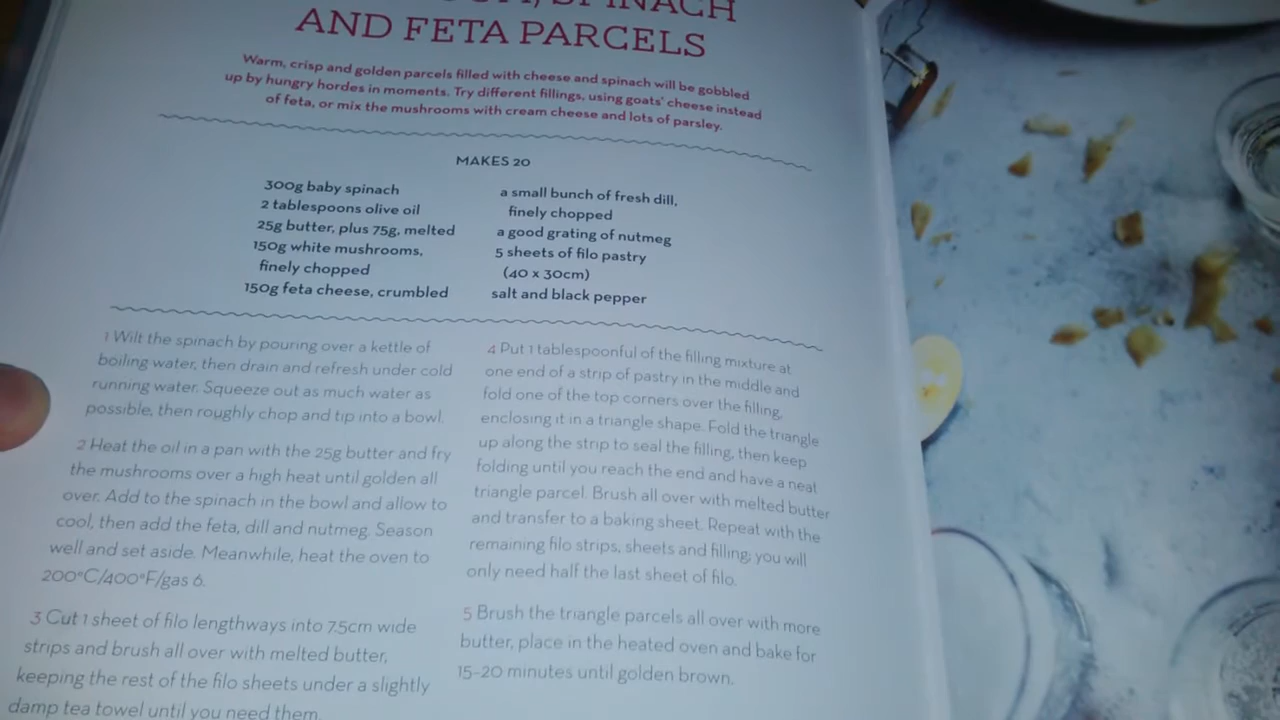 SPINACH
AND FETA PARCELS
Warm, crisp and golden parcels filled with cheese and spinach will be gobbled
up by hungry hordes in moments. Try different fillings, using goats' cheese instead
of feta, or mix the mushrooms with cream cheese and lots of parsley.
MAKES 20
300g baby spinach
2 tablespoons olive oil
25g butter, plus 75g, melted
150g white mushrooms,
finely chopped
150g feta cheese, crumbled
a small bunch of fresh dill,
finely chopped
a good grating of nutmeg
5 sheets of filo pastry
(40 x 30cm)
salt and black pepper
1 Wilt the spinach by pouring over a kettle of
boiling water, then drain and refresh under cold
running water. Squeeze out as much water as
possible, then roughly chop and tip into a bowl.
2 Heat the oil in a pan with the 25g butter and fry
the mushrooms over a high heat until golden all
over. Add to the spinach in the bowl and allow to
cool, then add the feta, dill and nutmeg. Season
well and set aside. Meanwhile, heat the oven to
200°C/400°F/gas 6.
3 Cut 1 sheet of filo lengthways into 7.5cm wide
strips and brush all over with melted butter,
keeping the rest of the filo sheets under a slightly
damp tea towel until you need them.
4 Put 1 tablespoonful of the filling mixture at
one end of a strip of pastry in the middle and
fold one of the top corners over the filling,
enclosing it in a triangle shape. Fold the triangle
up along the strip to seal the filling, then keep
folding until you reach the end and have a neat
triangle parcel. Brush all over with melted butter
and transfer to a baking sheet. Repeat with the
remaining filo strips, sheets and filling; you will
only need half the last sheet of filo.
5 Brush the triangle parcels all over with more
butter, place in the heated oven and bake for
15-20 minutes until golden brown.